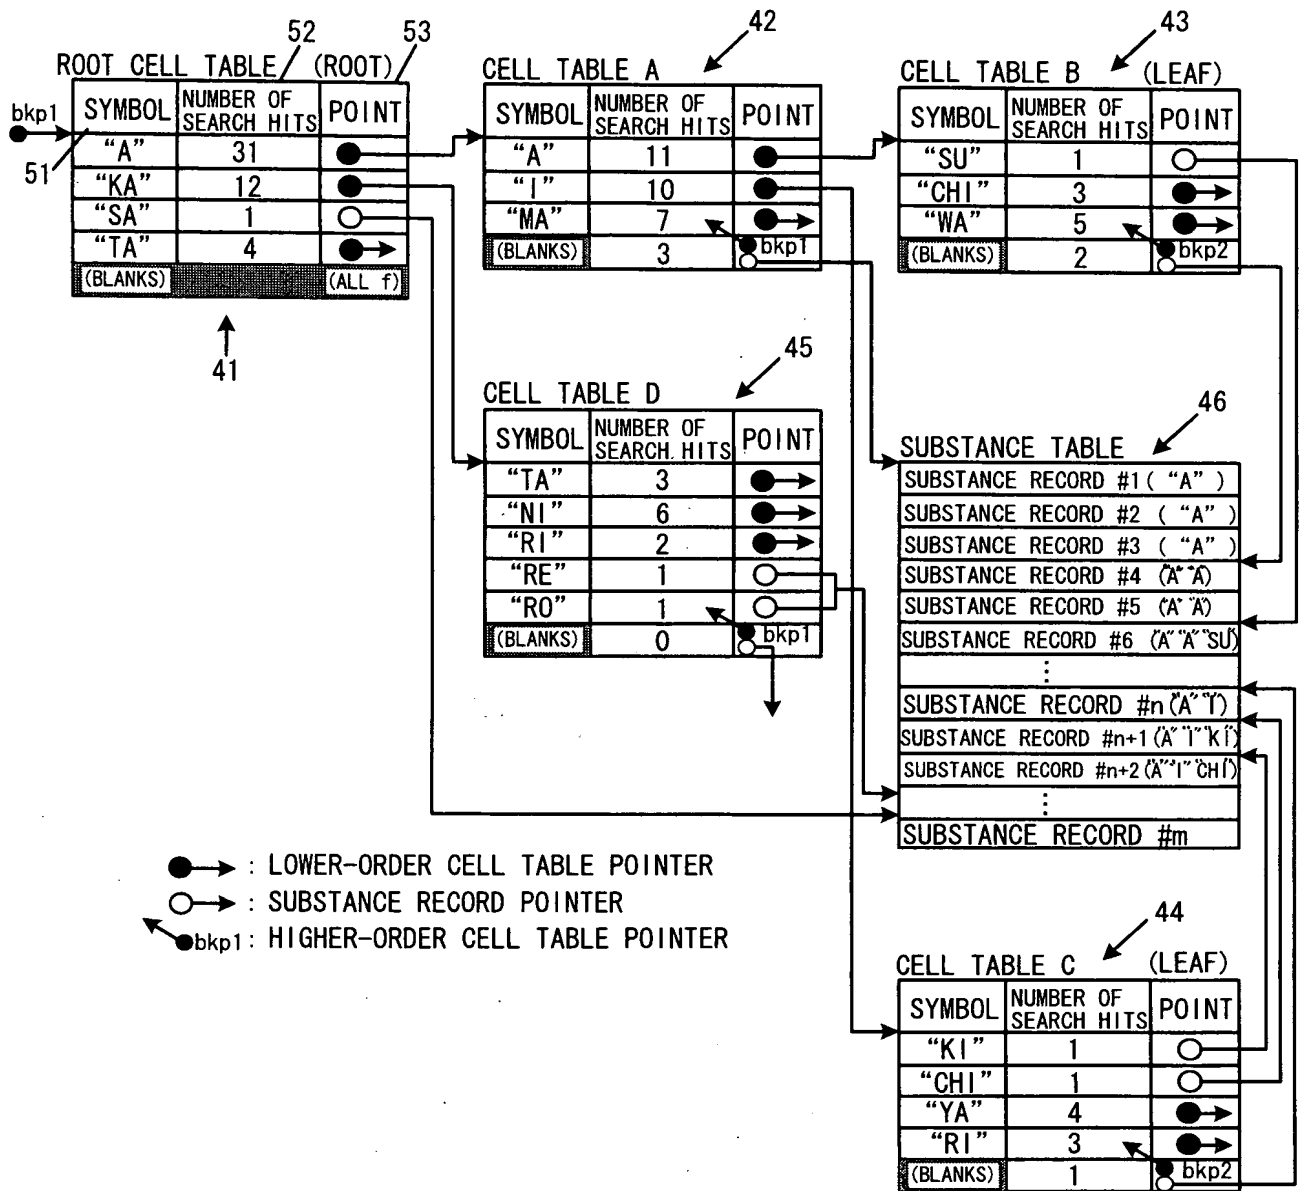 52 53
ROOT CELL TABLE (ROOT)
SYMBOL NUMBER OF SEARCH HITS POINT
bkp1
51
“A” 31
“KA” 12
“SA” 1
“TA” 4
(BLANKS) (ALL f)
41
42
CELL TABLE A
SYMBOL NUMBER OF SEARCH HITS POINT
“A” 11
“I” 10
“MA” 7
(BLANKS) 3 bkp1
43
CELL TABLE B (LEAF)
SYMBOL NUMBER OF SEARCH HITS POINT
“SU” 1
“CHI” 3
“WA” 5
(BLANKS) 2 bkp2
45
CELL TABLE D
SYMBOL NUMBER OF SEARCH HITS POINT
“TA” 3
“NI” 6
“RI” 2
“RE” 1
“RO” 1
(BLANKS) 0 bkp1
46
SUBSTANCE TABLE
SUBSTANCE RECORD #1 ( “A” )
SUBSTANCE RECORD #2 ( “A” )
SUBSTANCE RECORD #3 ( “A” )
SUBSTANCE RECORD #4 (“A” “A”)
SUBSTANCE RECORD #5 (“A” “A”)
SUBSTANCE RECORD #6 (“A” “A” “SU”)
⋮
SUBSTANCE RECORD #n (“A” “I”)
SUBSTANCE RECORD #n+1 (“A” “I” “KI”)
SUBSTANCE RECORD #n+2 (“A” “I” “CHI”)
⋮
SUBSTANCE RECORD #m
: LOWER-ORDER CELL TABLE POINTER
: SUBSTANCE RECORD POINTER
bkp1 : HIGHER-ORDER CELL TABLE POINTER
44
CELL TABLE C (LEAF)
SYMBOL NUMBER OF SEARCH HITS POINT
“KI” 1
“CHI” 1
“YA” 4
“RI” 3
(BLANKS) 1 bkp2